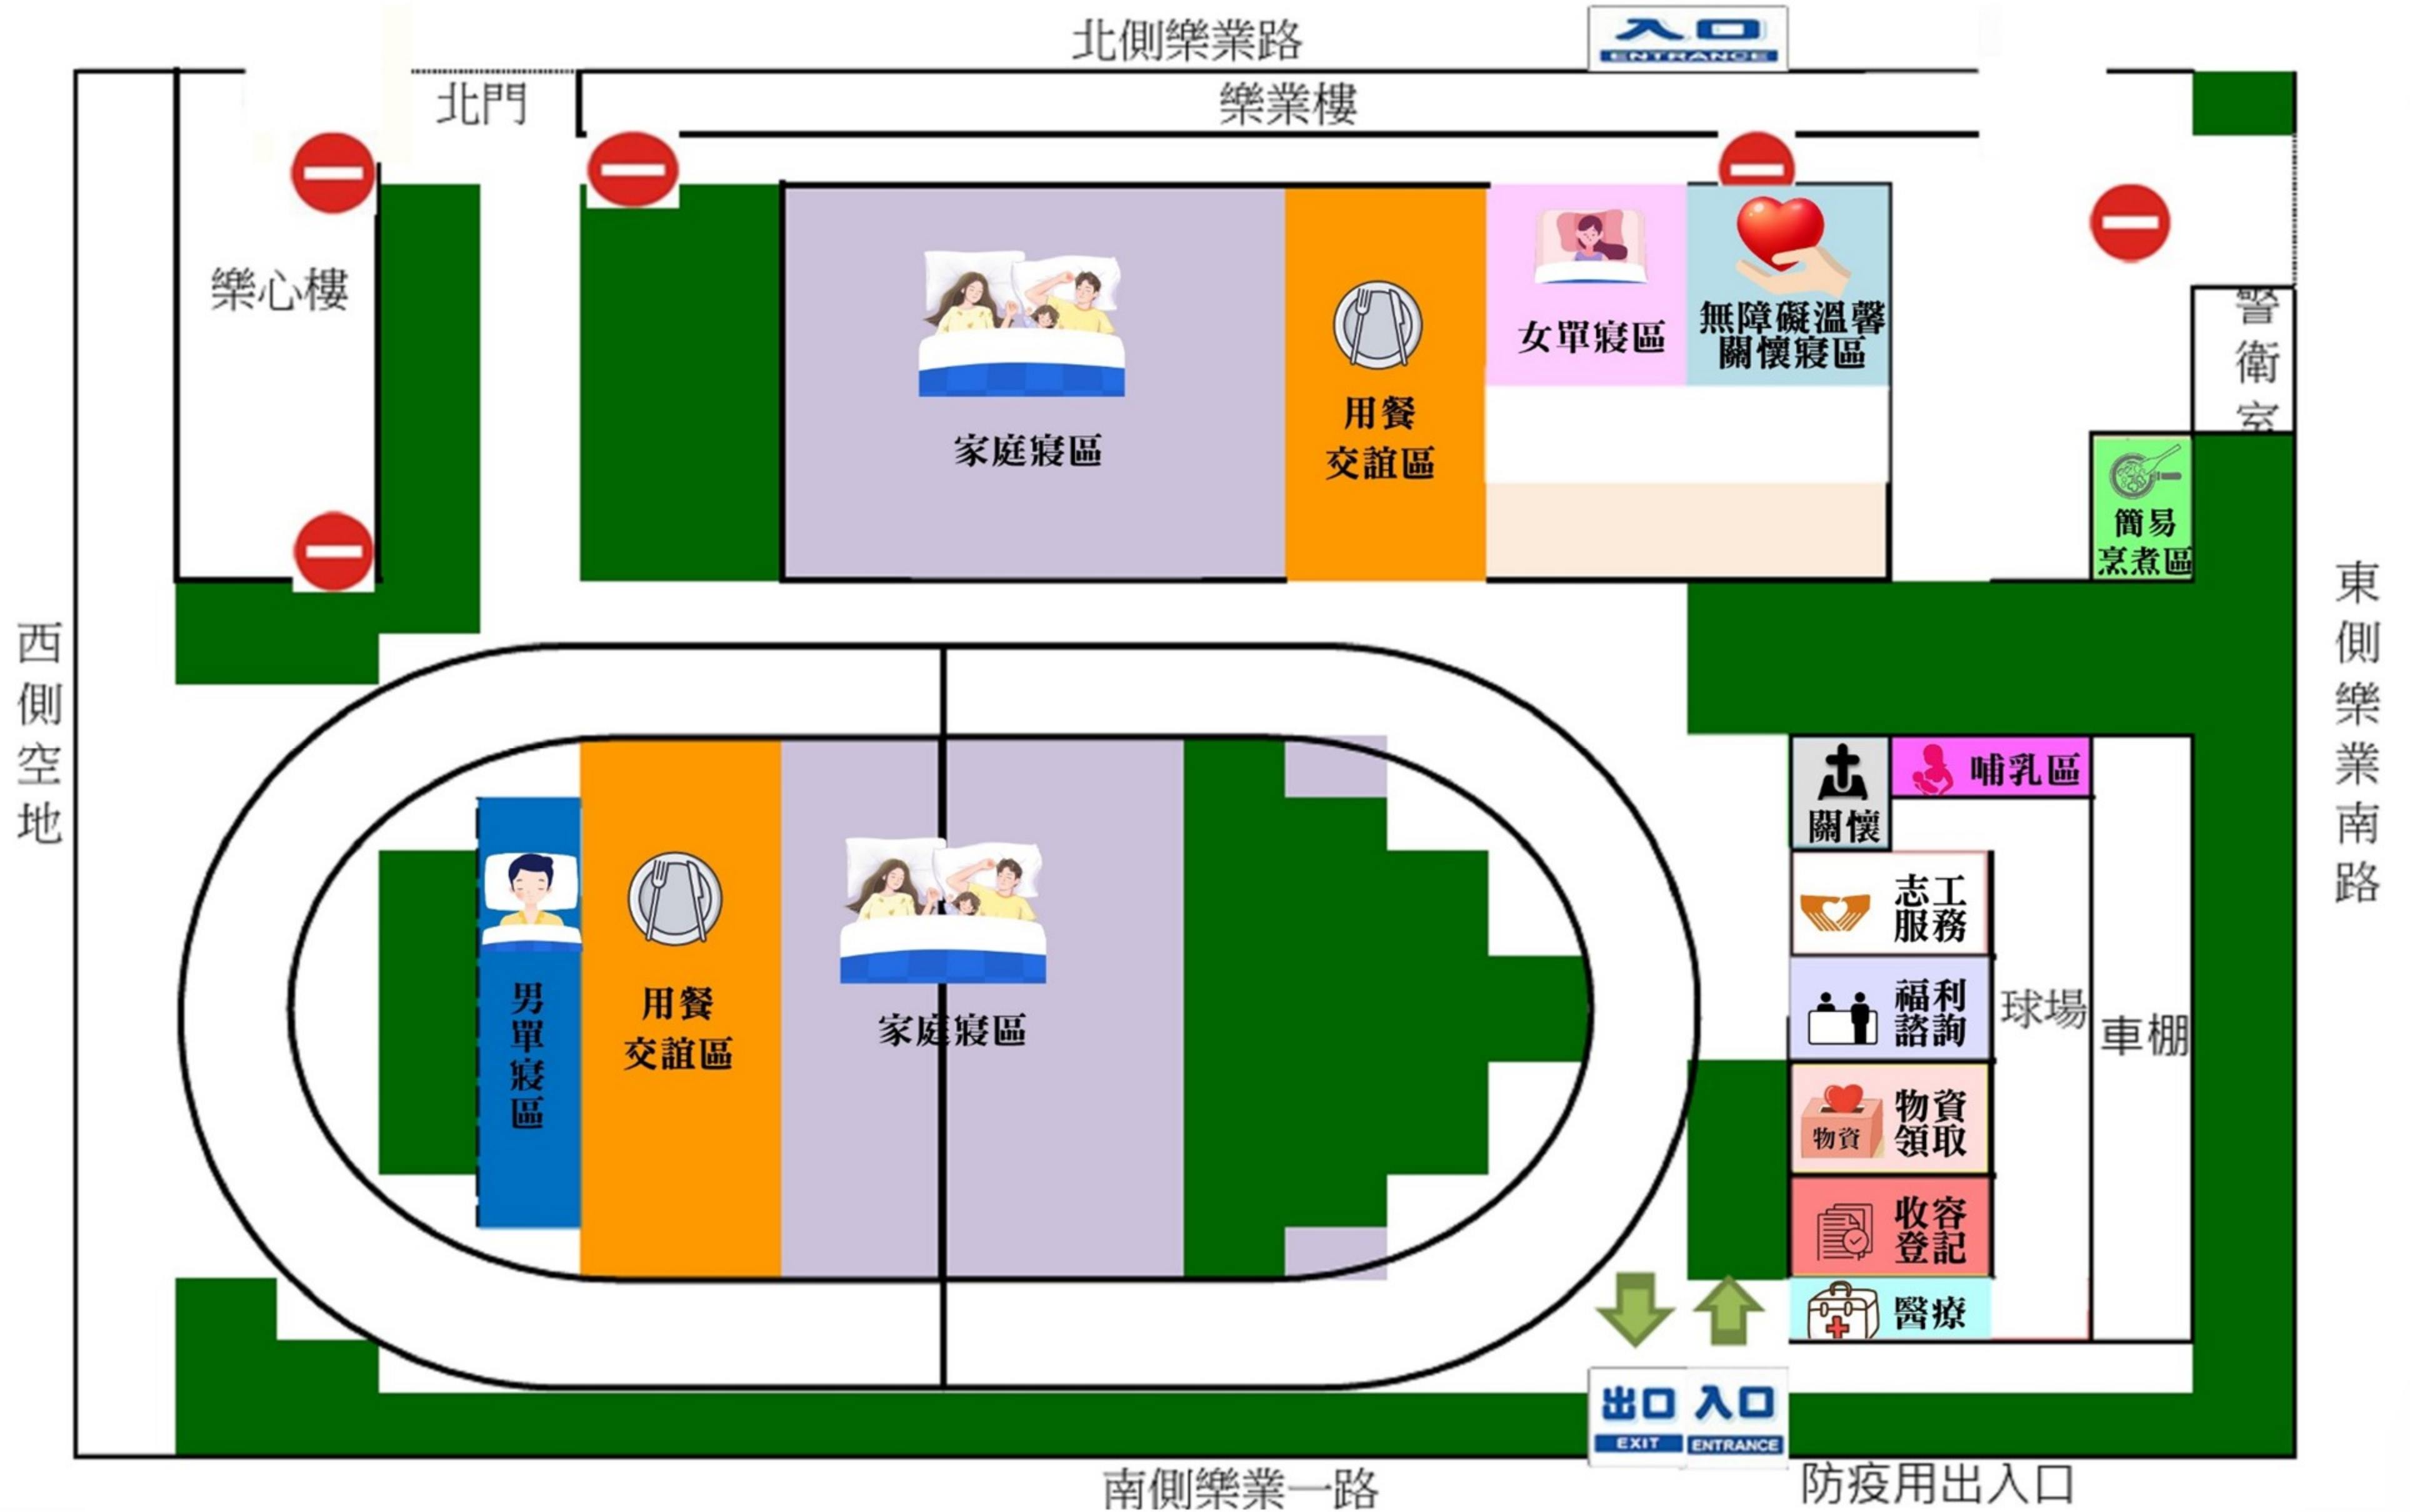 北側樂業路
入口
ENTRANCE
北門
樂業樓
樂心樓
家庭寢區
用餐
交誼區
女單寢區
無障礙溫馨
關懷寢區
警衛室
簡易
烹煮區
西側空地
東側樂業南路
男單寢區
用餐
交誼區
家庭寢區
關懷
哺乳區
志工
服務
福利
諮詢
物資
物資
領取
收容
登記
醫療
球場
車棚
出口
EXIT
入口
ENTRANCE
南側樂業一路
防疫用出入口